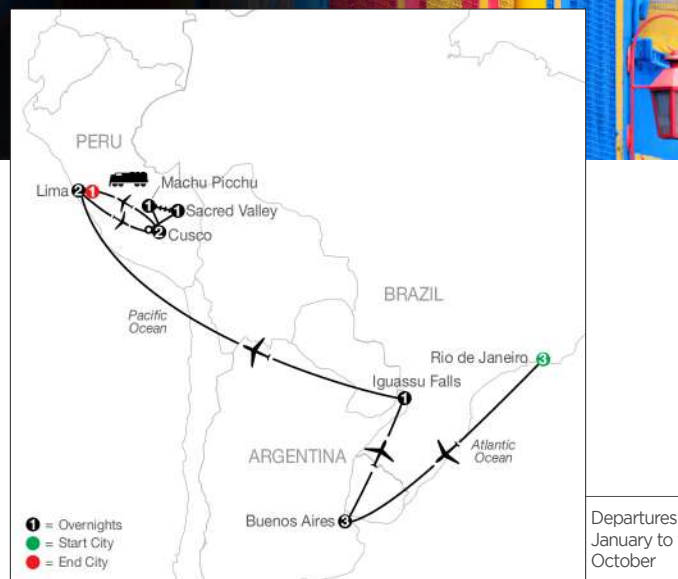 PERU
Machu Picchu
Lima 2 1
1 1 Sacred Valley
2 Cusco
BRAZIL
Pacific
Ocean
Rio de Janeiro 3
Iguassu Falls
1
ARGENTINA
Atlantic
Ocean
Buenos Aires 3
1 = Overnights
= Start City
= End City
Departures
January to
October